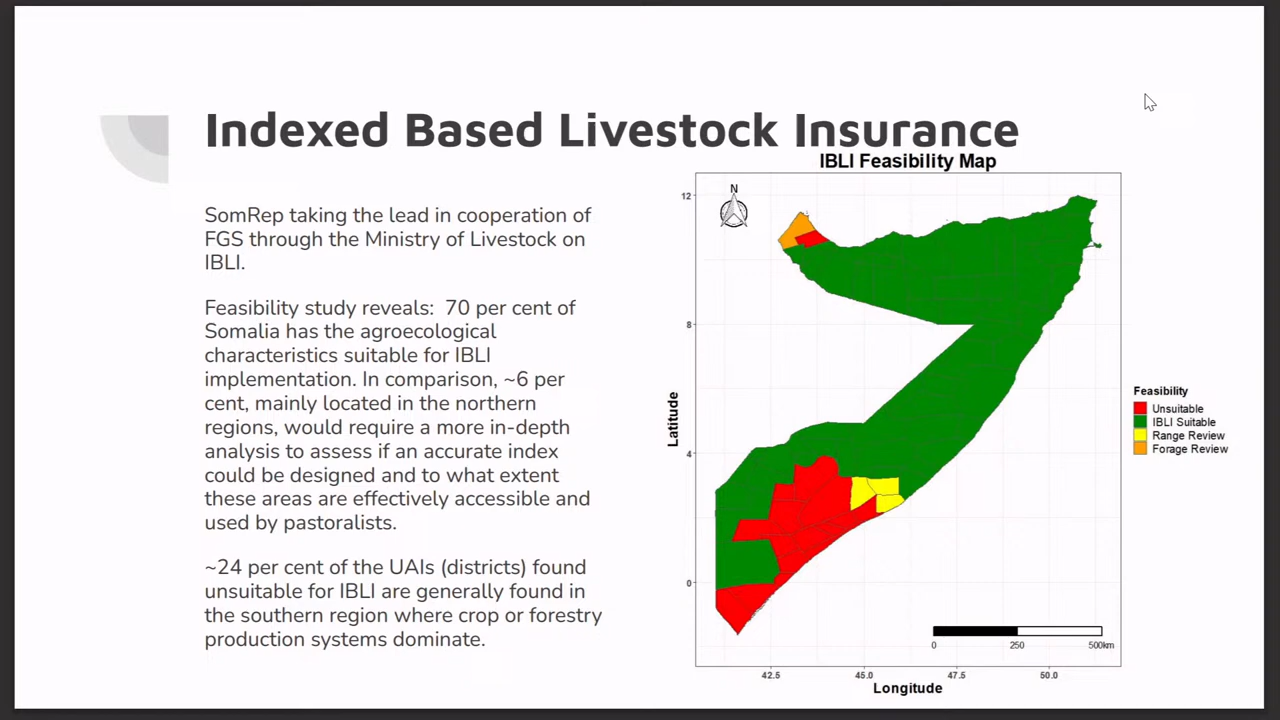 Indexed Based Livestock Insurance
SomRep taking the lead in cooperation of
FGS through the Ministry of Livestock on
IBLI.
Feasibility study reveals:  70 per cent of
Somalia has the agroecological
characteristics suitable for IBLI
implementation. In comparison, ~6 per
cent, mainly located in the northern
regions, would require a more in-depth
analysis to assess if an accurate index
could be designed and to what extent
these areas are effectively accessible and
used by pastoralists.
~24 per cent of the UAIs (districts) found
unsuitable for IBLI are generally found in
the southern region where crop or forestry
production systems dominate.
IBLI Feasibility Map
N
12
8
4
0
Latitude
42.5
45.0
47.5
50.0
Longitude
0
250
500km
Feasibility
Unsuitable
IBLI Suitable
Range Review
Forage Review